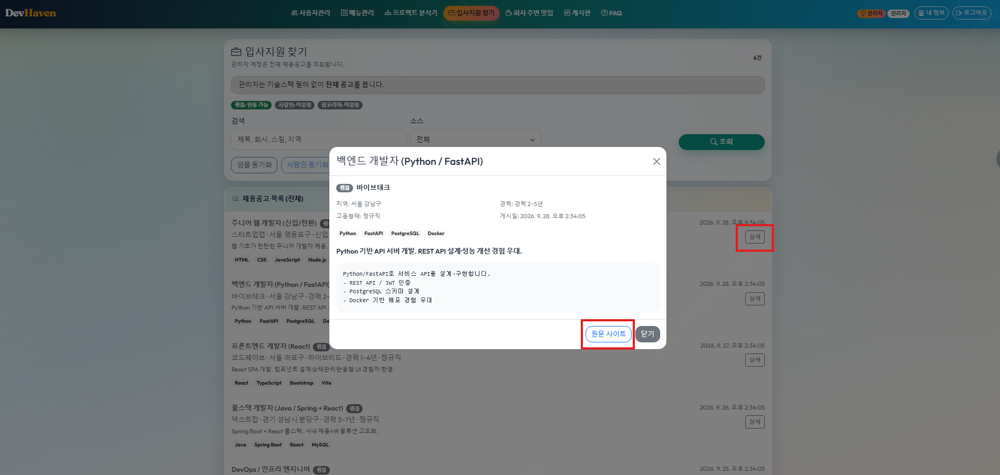 DevHaven
사용자관리
메뉴관리
프로젝트 분석기
입사지원 찾기
회사 주변 맛집
게시판
FAQ
관리자
관리자
내 정보
로그아웃
입사지원 찾기
관리자 계정은 전체 채용공고를 조회합니다.
6건
관리자는 기술스택 필터 없이 전체 공고를 봅니다.
샘플: 연동 가능
사람인: 미설정
잡코리아: 미설정
검색
소스
제목, 회사, 스킬, 지역
전체
조회
샘플 동기화
사람인 동기화
백엔드 개발자 (Python / FastAPI)
샘플 바이브테크
지역: 서울 강남구
경력: 경력 2~5년
고용형태: 정규직
게시일: 2026. 9. 28. 오후 2:34:05
Python FastAPI PostgreSQL Docker
Python 기반 API 서버 개발. REST API 설계·성능 개선 경험 우대.
Python/FastAPI로 서비스 API를 설계·구현합니다.
- REST API / JWT 인증
- PostgreSQL 스키마 설계
- Docker 기반 배포 경험 우대
원문 사이트
닫기
채용공고 목록 (전체)
주니어 웹 개발자 (신입/전환)
2026. 9. 28. 오후 8:34:05
스타트업랩 · 서울 영등포구 · 신입
상세
웹 기초가 탄탄한 주니어 개발자 채용.
HTML CSS JavaScript Node.js
백엔드 개발자 (Python / FastAPI)
2026. 9. 28. 오후 2:34:05
바이브테크 · 서울 강남구 · 경력 2~
상세
Python 기반 API 서버 개발. REST API
Python FastAPI PostgreSQL Do
프론트엔드 개발자 (React) 샘플
2026. 9. 27. 오후 2:34:05
코드웨이브 · 서울 마포구 · 하이브리드 · 경력 1~4년 · 정규직
상세
React SPA 개발. 컴포넌트 설계·상태관리·반응형 UI 경험자 환영.
React TypeScript Bootstrap Vite
풀스택 개발자 (Java / Spring + React) 샘플
2026. 9. 26. 오후 2:34:05
넥스트잡 · 경기 성남시 분당구 · 경력 3~7년 · 정규직
상세
Spring Boot + React 풀스택. 사내 채용·HR 솔루션 고도화.
Java Spring Boot React MySQL
DevOps / 인프라 엔지니어 샘플
2026. 9. 25. 오후 2:34:05